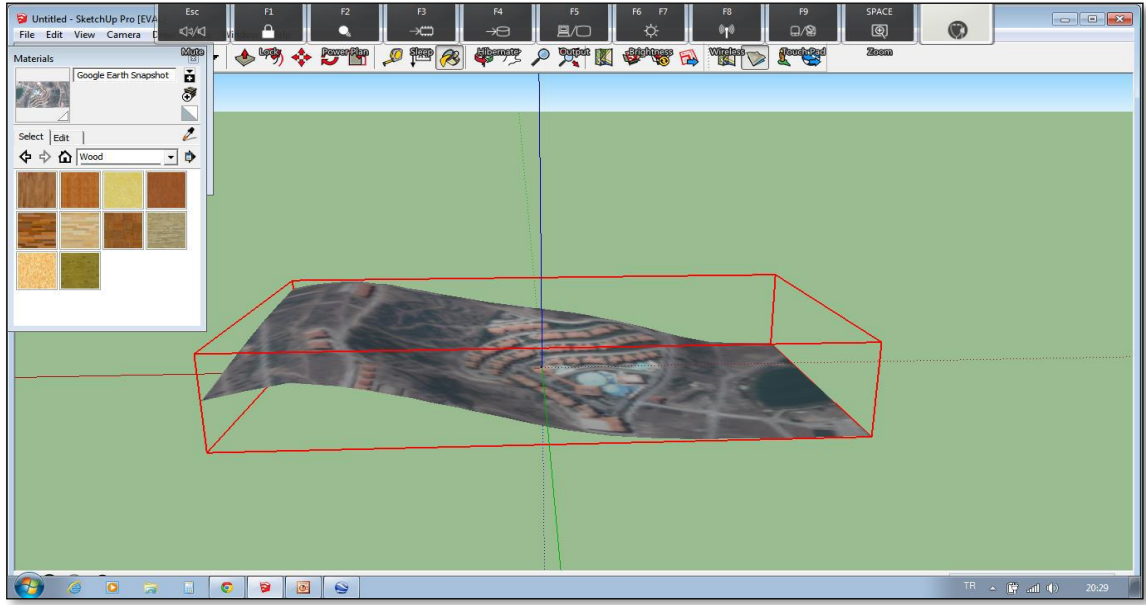 Untitled - SketchUp Pro [EVA
Esc F1 F2 F3 F4 F5 F6 F7 F8 F9 SPACE
File Edit View Camera
Mute Lock Power Plan Sleep Hibernate Output Brightness Wireless TouchPad Zoom
Materials
Google Earth Snapshot
Select Edit
Wood
TR 20:29